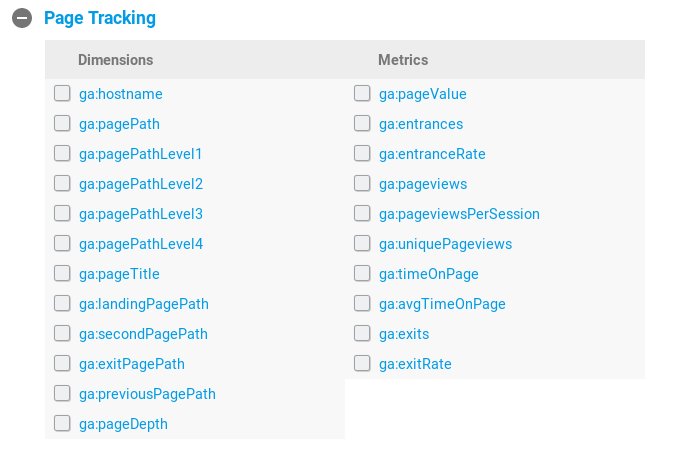 Page Tracking
Dimensions Metrics
ga:hostname ga:pageValue
ga:pagePath ga:entrances
ga:pagePathLevel1 ga:entranceRate
ga:pagePathLevel2 ga:pageviews
ga:pagePathLevel3 ga:pageviewsPerSession
ga:pagePathLevel4 ga:uniquePageviews
ga:pageTitle ga:timeOnPage
ga:landingPagePath ga:avgTimeOnPage
ga:secondPagePath ga:exits
ga:exitPagePath ga:exitRate
ga:previousPagePath
ga:pageDepth